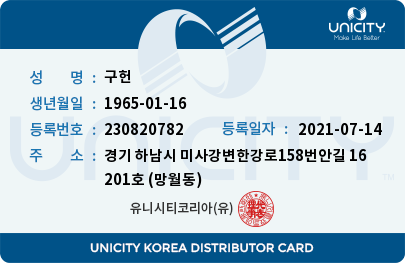 UNICITY
Make Life Better
성 명 : 구헌
생년월일 : 1965-01-16
등록번호 : 230820782 등록일자 : 2021-07-14
주 소 : 경기 하남시 미사강변한강로158번안길 16
201호 (망월동)
유니시티코리아(유)
UNICITY KOREA DISTRIBUTOR CARD